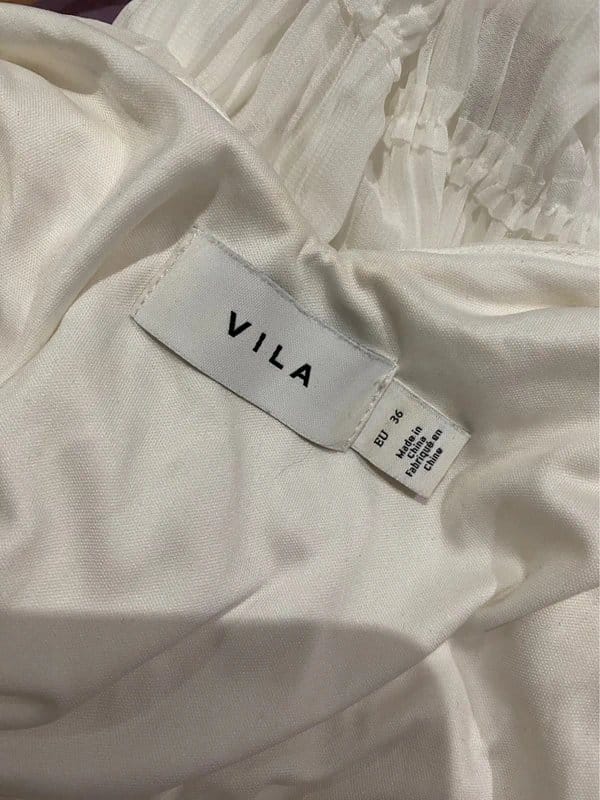 VILA
EU 36
Made in
China
Fabriqué en
Chine